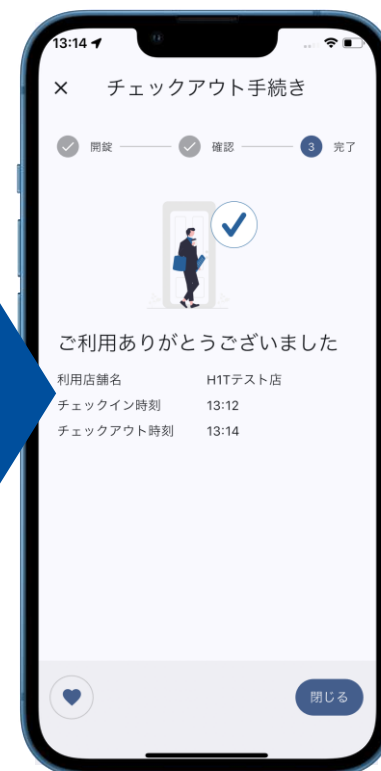 13:14
× チェックアウト手続き
開錠 確認 3 完了
ご利用ありがとうございました
利用店舗名 H1Tテスト店
チェックイン時刻 13:12
チェックアウト時刻 13:14
閉じる